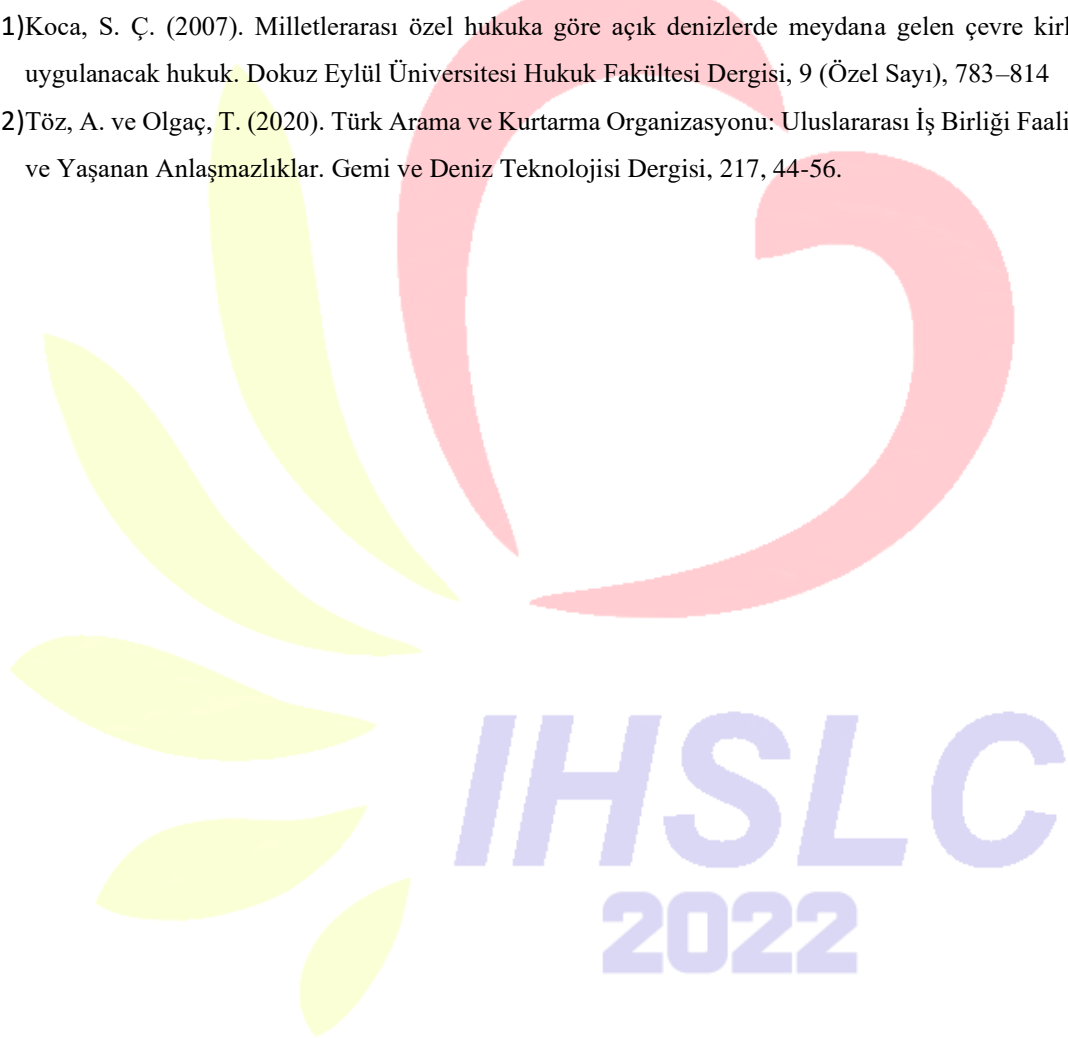 1)Koca, S. Ç. (2007). Milletlerarası özel hukuka göre açık denizlerde meydana gelen çevre
uygulanacak hukuk. Dokuz Eylül Üniversitesi Hukuk Fakültesi Dergisi, 9 (Özel Sayı), 783–814
2)Töz, A. ve Olgaç, T. (2020). Türk Arama ve Kurtarma Organizasyonu: Uluslararası İş Birliği
ve Yaşanan Anlaşmazlıklar. Gemi ve Deniz Teknolojisi Dergisi, 217, 44-56.
IHSLC
2022